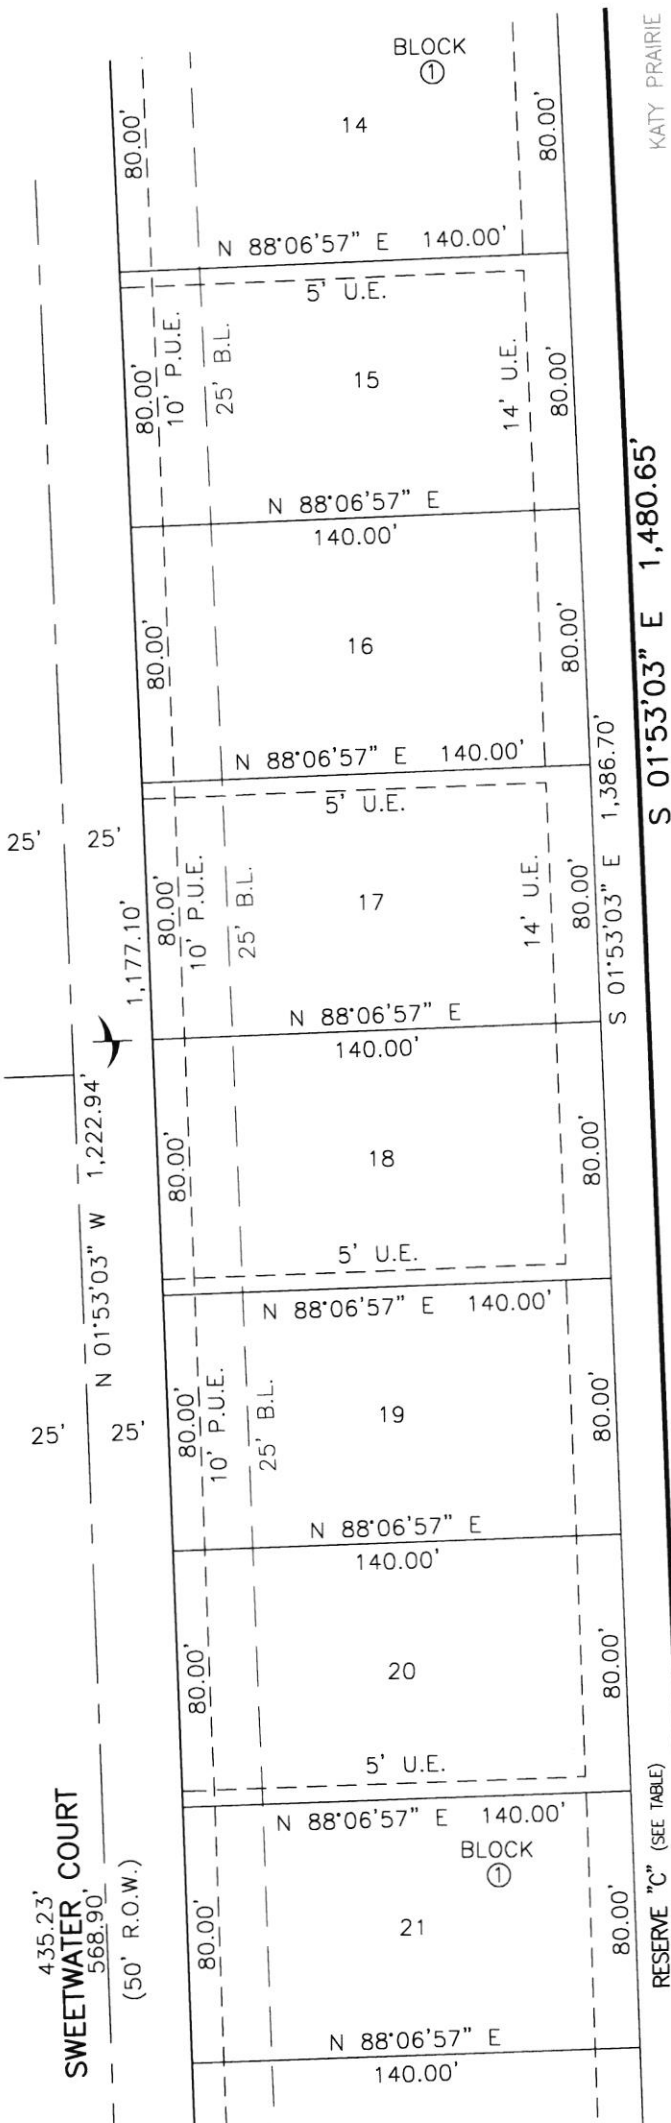 BLOCK
1
KATY PRAIRIE
80.00'
14
80.00'
N 88°06'57" E 140.00'
5' U.E.
80.00'
10' P.U.E.
25' B.L.
15
14' U.E.
80.00'
N 88°06'57" E
140.00'
S 01°53'03" E 1,480.65'
80.00'
16
80.00'
N 88°06'57" E 140.00'
5' U.E.
S 01°53'03" E 1,386.70'
25'
25'
1,177.10'
80.00'
10' P.U.E.
25' B.L.
17
14' U.E.
80.00'
N 88°06'57" E
140.00'
N 01°53'03" W 1,222.94'
80.00'
18
80.00'
5' U.E.
N 88°06'57" E 140.00'
25'
25'
80.00'
10' P.U.E.
25' B.L.
19
80.00'
N 88°06'57" E
140.00'
80.00'
20
80.00'
5' U.E.
N 88°06'57" E 140.00'
BLOCK
1
435.23'
SWEETWATER COURT
568.90'
(50' R.O.W.)
80.00'
21
80.00'
RESERVE "C" (SEE TABLE)
N 88°06'57" E
140.00'